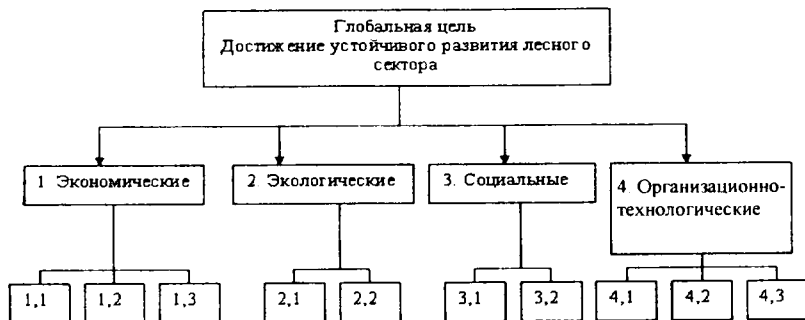 Глобальная цель
Достижение устойчивого развития лесного
сектора
1 Экономические
2. Экологические
3. Социальные
4. Организационно-
технологические
1,1
1,2
1,3
2,1
2,2
3,1
3,2
4,1
4,2
4,3